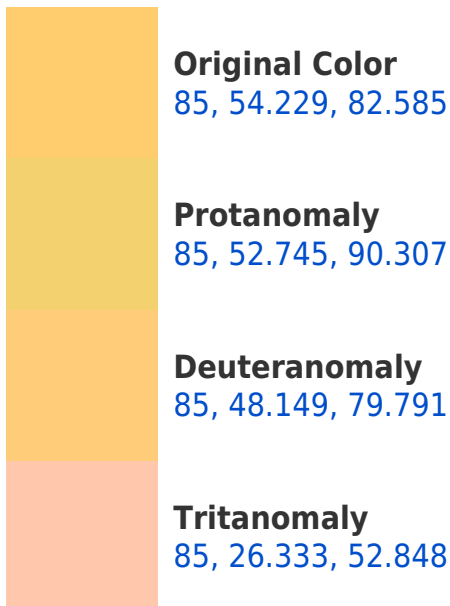 Original Color
85, 54.229, 82.585
Protanomaly
85, 52.745, 90.307
Deuteranomaly
85, 48.149, 79.791
Tritanomaly
85, 26.333, 52.848